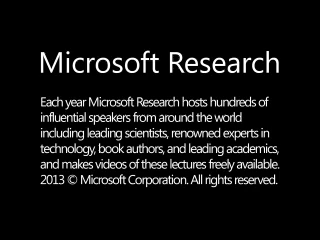 Microsoft Research
Each year Microsoft Research hosts hundreds of
influential speakers from around the world
including leading scientists, renowned experts in
technology, book authors, and leading academics,
and makes videos of these lectures freely available.
2013 © Microsoft Corporation. All rights reserved.